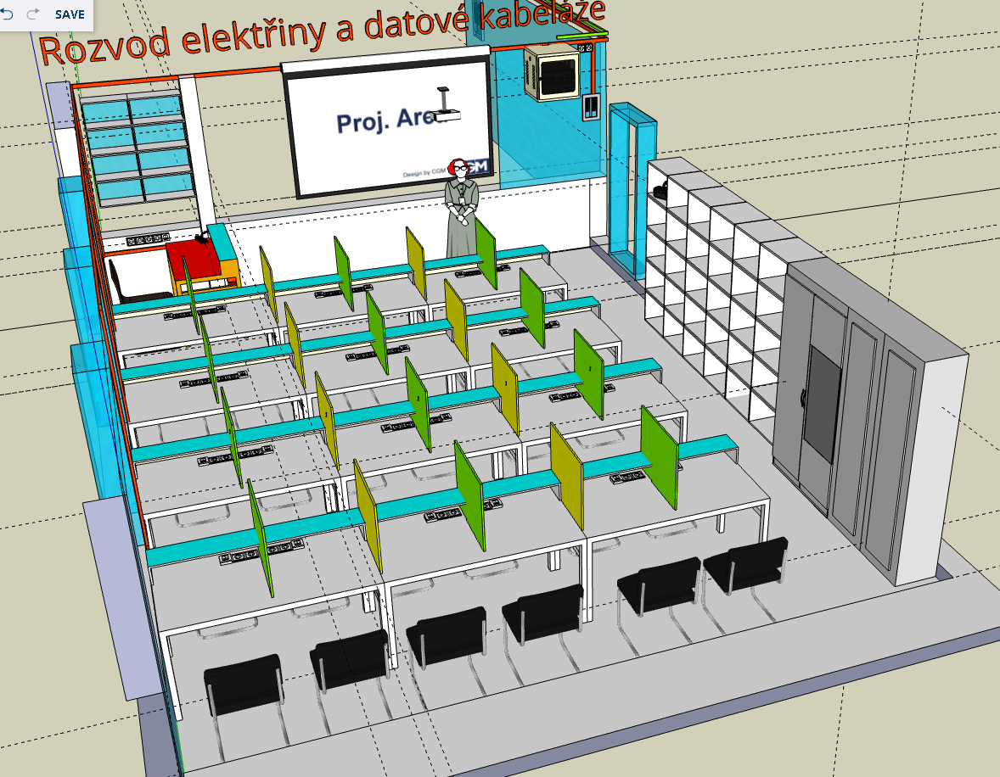 SAVE
Rozvod elektřiny a datové kabeláže
Proj. Are
Design by CGM